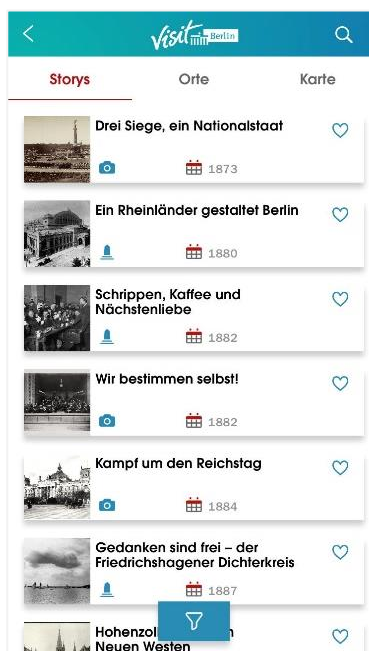 visit Berlin
Storys
Orte
Karte
Drei Siege, ein Nationalstaat
1873
Ein Rheinländer gestaltet Berlin
1880
Schrippen, Kaffee und
Nächstenliebe
1882
Wir bestimmen selbst!
1882
Kampf um den Reichstag
1884
Gedanken sind frei – der
Friedrichshagener Dichterkreis
1887
Neuen Westen